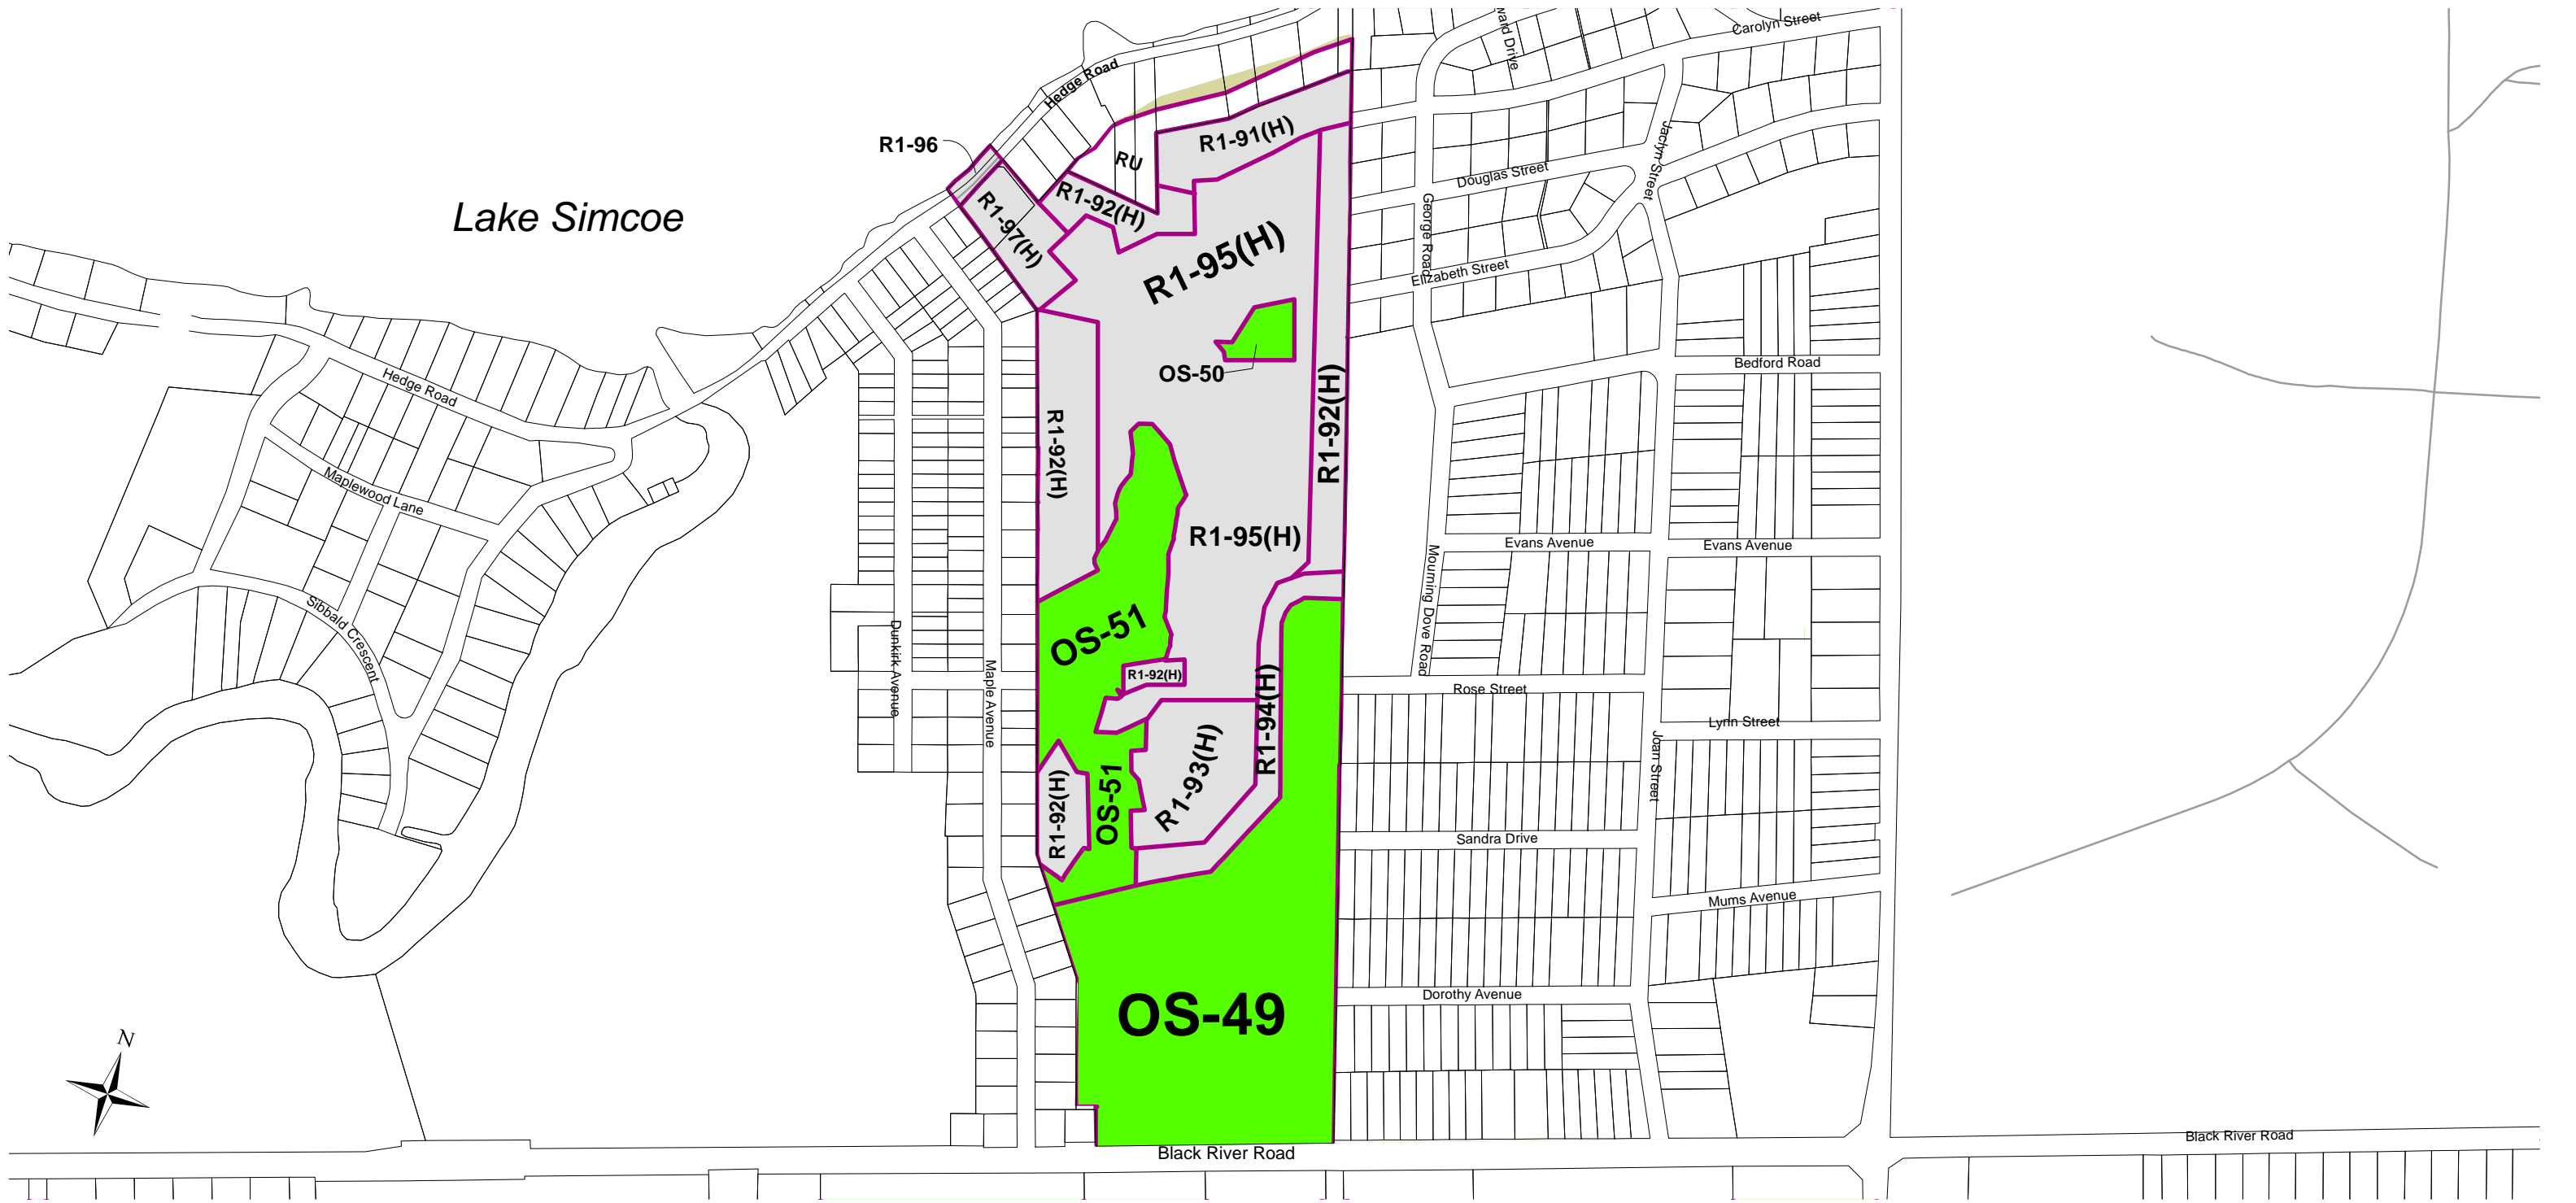 ward Drive
Carolyn Street
Hedge Road
R1-96
R1-91(H)
RU
Jaclyn Street
Douglas Street
R1-92(H)
R1-97(H)
Lake Simcoe
George Road
R1-95(H)
Elizabeth Street
Bedford Road
OS-50
Hedge Road
R1-92(H)
R1-92(H)
Maplewood Lane
R1-95(H)
Evans Avenue
Evans Avenue
Mourning Dove Road
Sibbald Crescent
OS-51
Dunkirk Avenue
Maple Avenue
R1-92(H)
R1-94(H)
Rose Street
Lynn Street
Joan Street
R1-93(H)
OS-51
R1-92(H)
Sandra Drive
Mums Avenue
Dorothy Avenue
OS-49
N
Black River Road
Black River Road